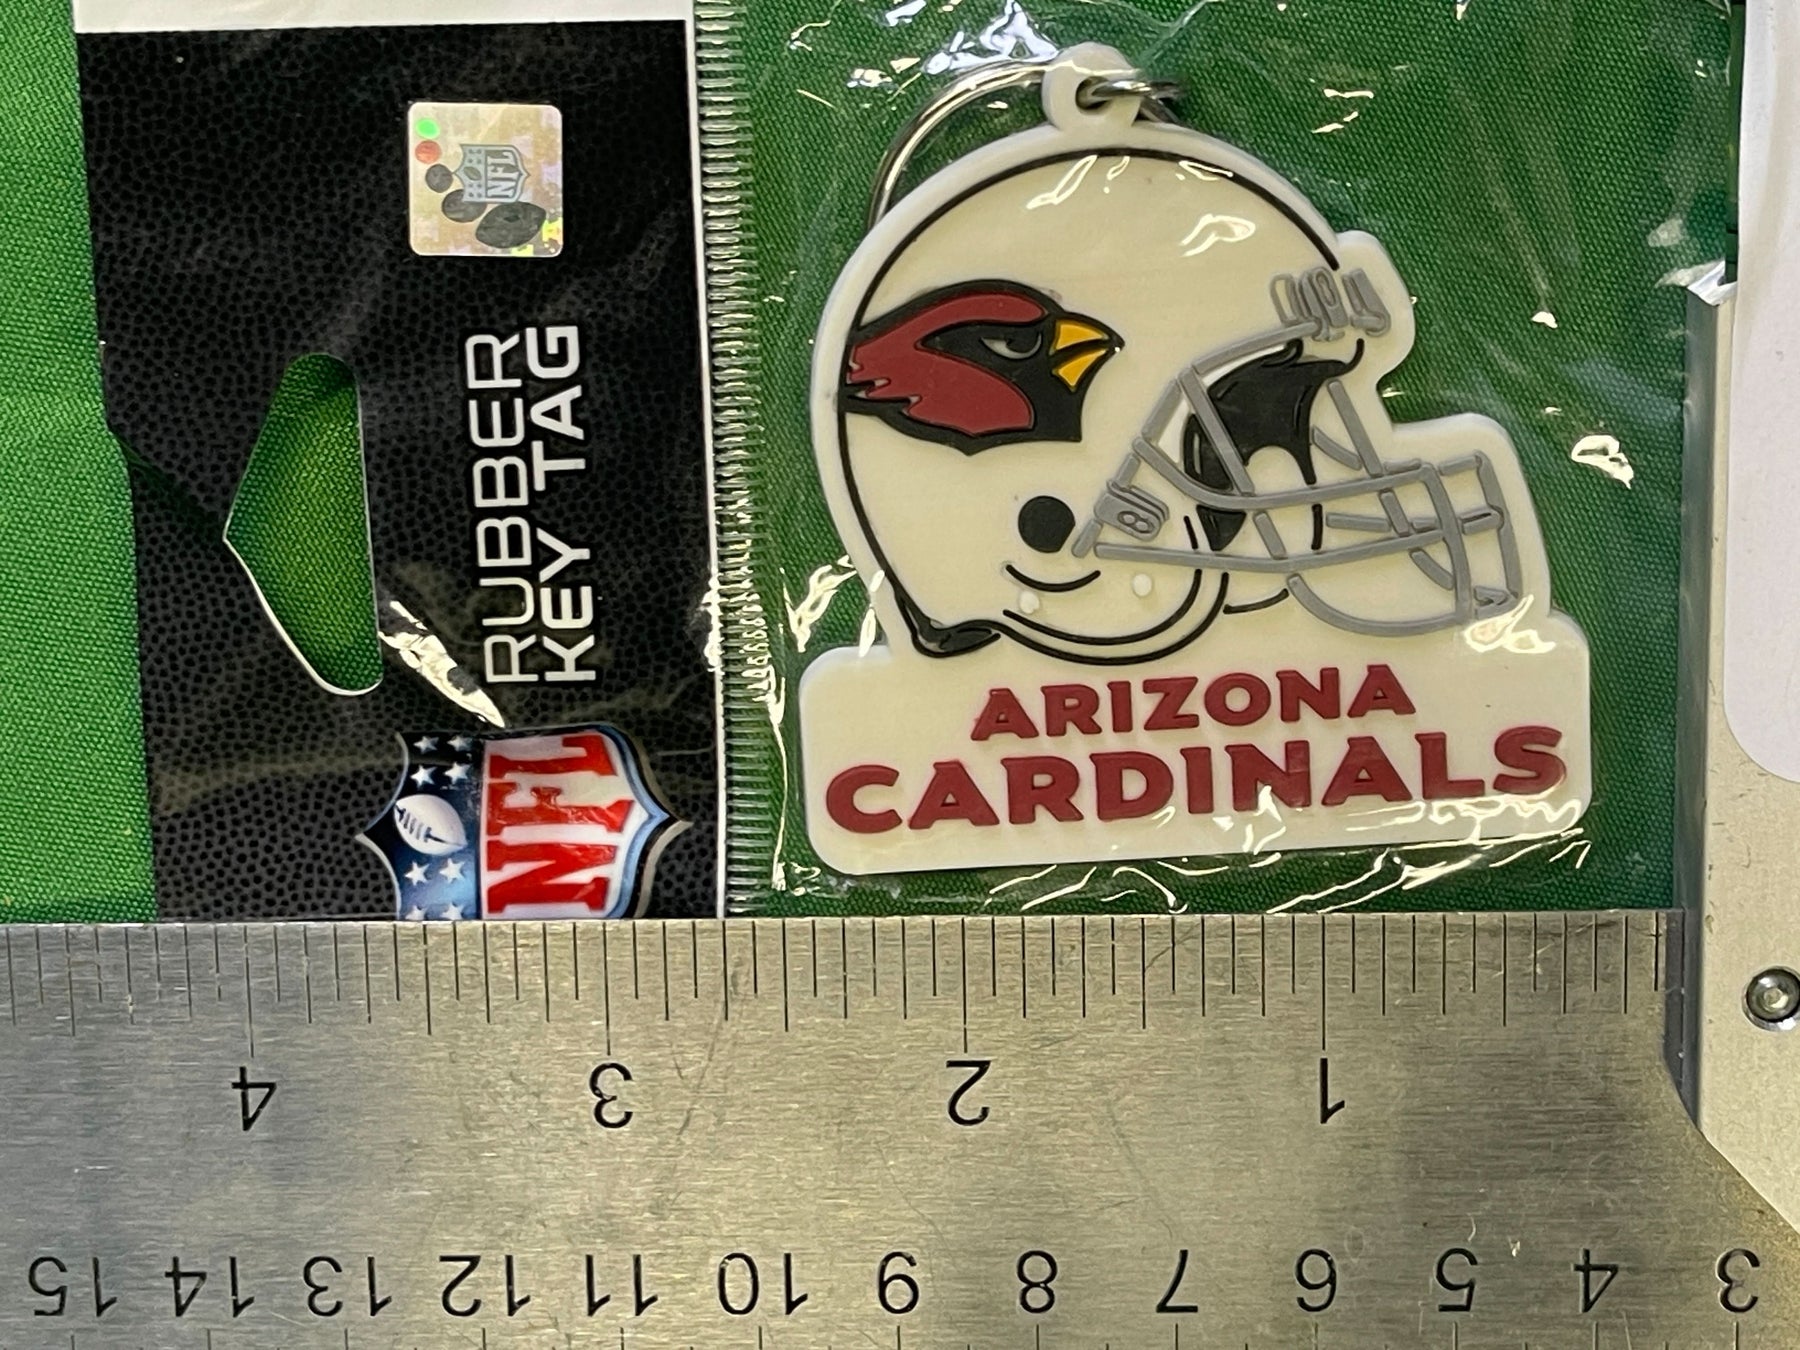 NFL
RUBBER
KEY TAG
NFL
ARIZONA
CARDINALS
4 3 2 1
15 14 13 12 11 10 9 8 7 6 5 4 3